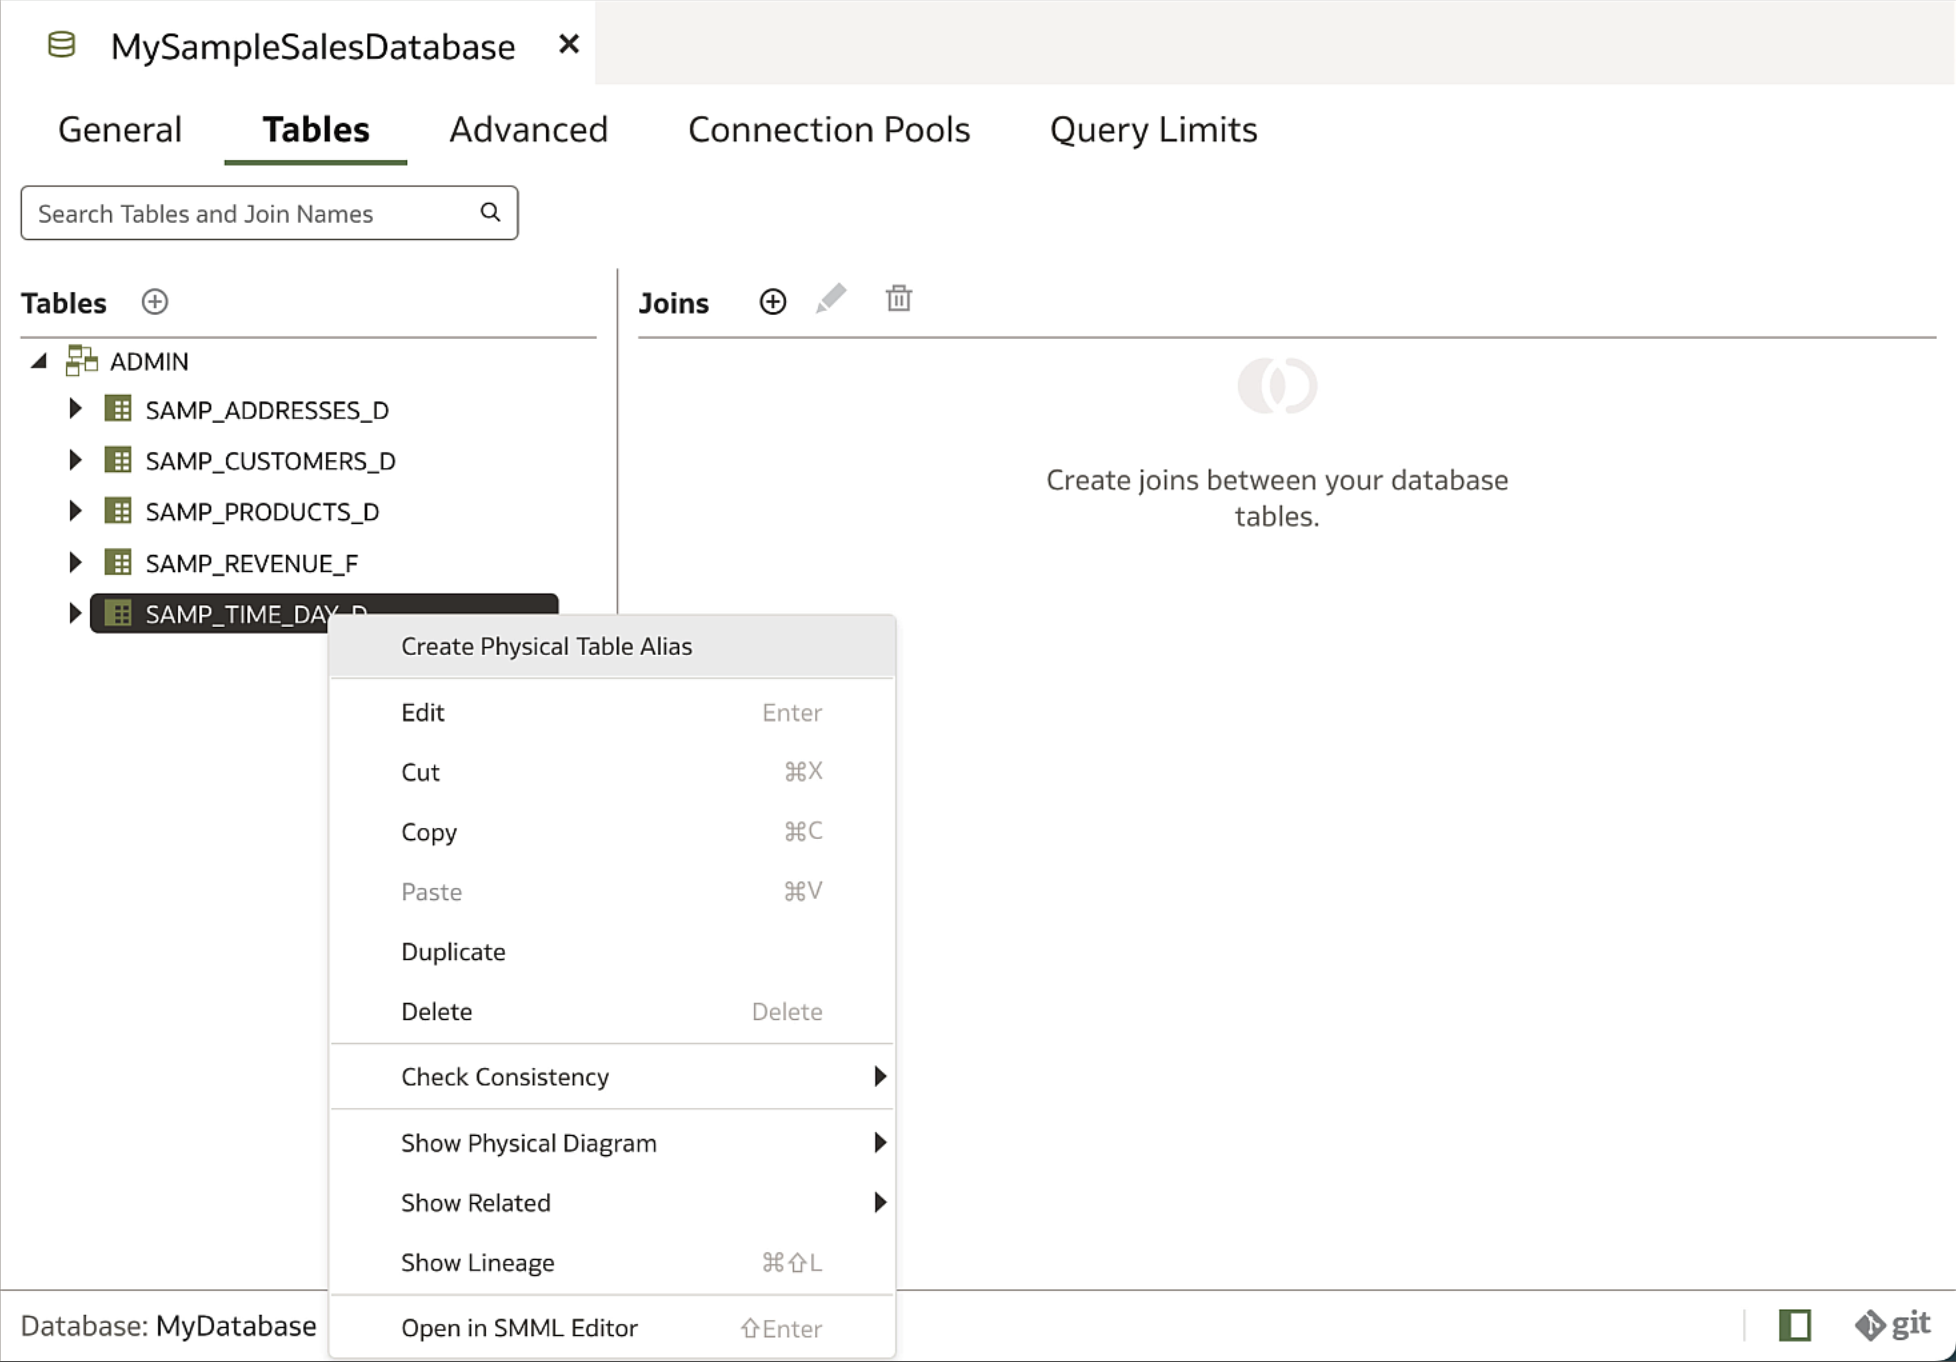 MySampleSalesDatabase
General Tables Advanced Connection Pools Query Limits
Search Tables and Join Names
Tables
Joins
ADMIN
SAMP_ADDRESSES_D
SAMP_CUSTOMERS_D
SAMP_PRODUCTS_D
SAMP_REVENUE_F
SAMP_TIME_DAY_D
Create joins between your database
tables.
Create Physical Table Alias
Edit Enter
Cut ⌘X
Copy ⌘C
Paste ⌘V
Duplicate
Delete Delete
Check Consistency
Show Physical Diagram
Show Related
Show Lineage ⌘⇧L
Open in SMML Editor ⇧Enter
Database: MyDatabase
git